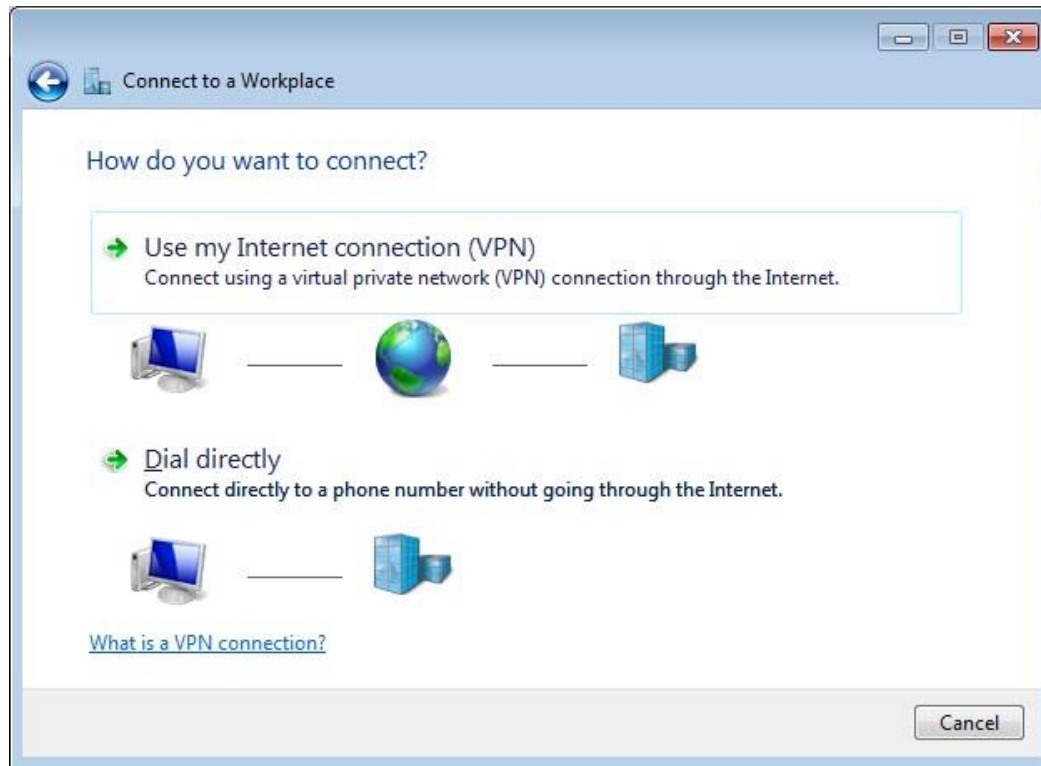 Connect to a Workplace
How do you want to connect?
Use my Internet connection (VPN)
Connect using a virtual private network (VPN) connection through the Internet.
Dial directly
Connect directly to a phone number without going through the Internet.
What is a VPN connection?
Cancel